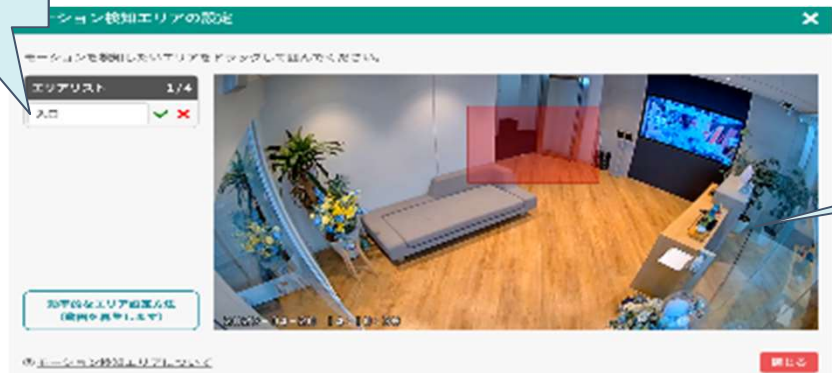 モーション検知エリアの設定
モーションを検知したいエリアをドラッグして囲んでください。
エリアリスト 1/4
入口
効率的なエリア設定方法
(動画を再生します)
モーション検知エリアについて
閉じる